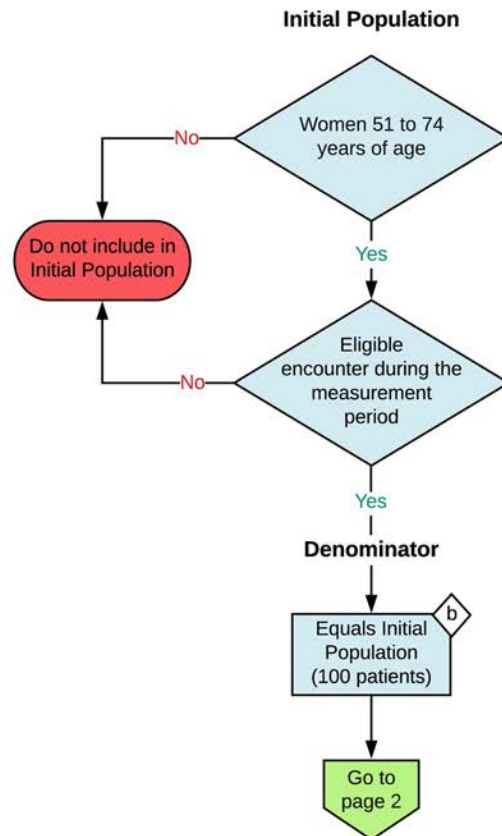 Initial Population
Women 51 to 74
years of age
No
Do not include in
Initial Population
Yes
Eligible
encounter during the
measurement
period
No
Yes
Denominator
b
Equals Initial
Population
(100 patients)
Go to
page 2